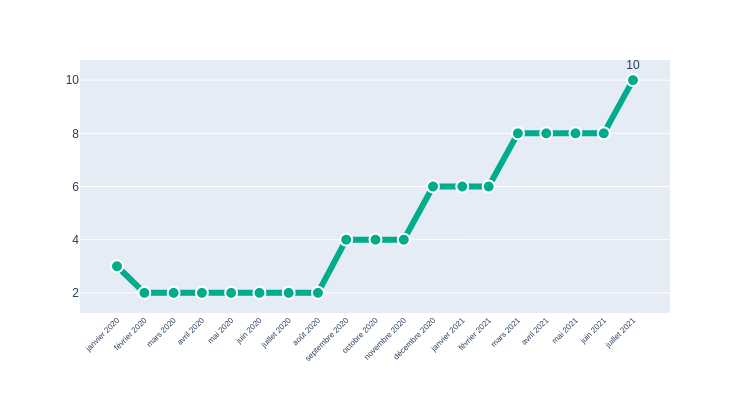 10
10
8
6
4
2
janvier 2020
février 2020
mars 2020
avril 2020
mai 2020
juin 2020
juillet 2020
août 2020
septembre 2020
octobre 2020
novembre 2020
décembre 2020
janvier 2021
février 2021
mars 2021
avril 2021
mai 2021
juin 2021
juillet 2021